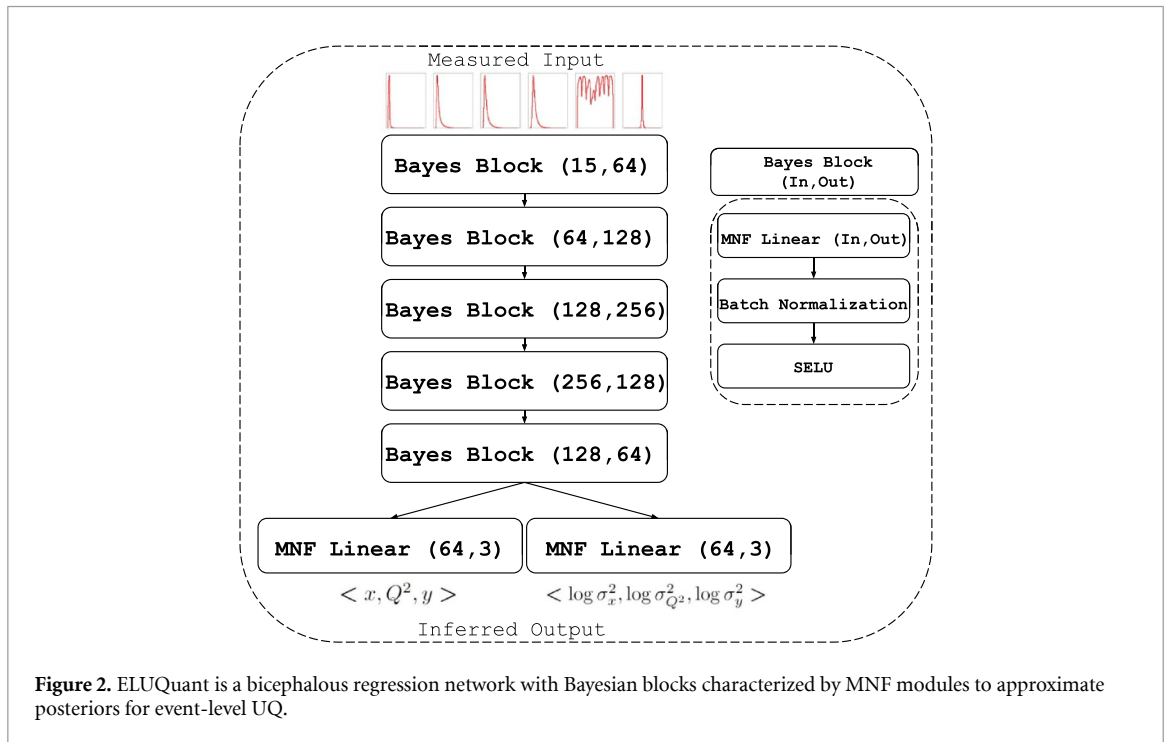 Measured Input
Bayes Block (15,64)
Bayes Block (64,128)
Bayes Block (128,256)
Bayes Block (256,128)
Bayes Block (128,64)
MNF Linear (64,3)
MNF Linear (64,3)
< x, Q², y >
< log σ²ₓ, log σ²_{Q²}, log σ²_y >
Inferred Output
Bayes Block
(In,Out)
MNF Linear (In,Out)
Batch Normalization
SELU
Figure 2. ELUQuant is a bicephalous regression network with Bayesian blocks characterized by MNF modules to approximate
posteriors for event-level UQ.